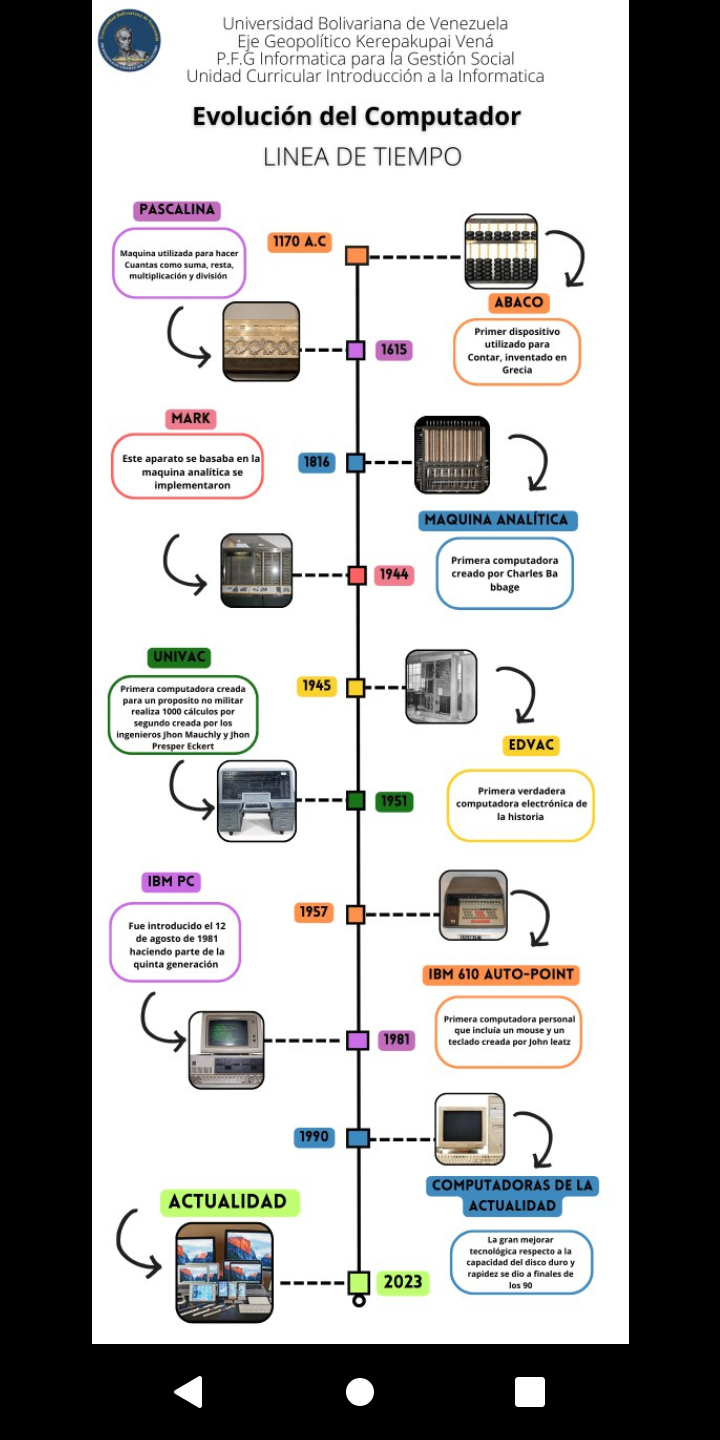 Universidad Bolivariana de Venezuela
Eje Geopolítico Kerepakupai Vená
P.F.G Informatica para la Gestión Social
Unidad Curricular Introducción a la Informatica
Evolución del Computador
LINEA DE TIEMPO
1170 A.C
ABACO
Primer dispositivo
utilizado para
Contar, inventado en
Grecia
PASCALINA
Maquina utilizada para hacer
Cuantas como suma, resta,
multiplicación y división
1615
1816
MAQUINA ANALÍTICA
Primera computadora
creado por Charles Ba
bbage
MARK
Este aparato se basaba en la
maquina analítica se
implementaron
1944
1945
EDVAC
Primera verdadera
computadora electrónica de
la historia
UNIVAC
Primera computadora creada
para un proposito no militar
realiza 1000 cálculos por
segundo creada por los
ingenieros Jhon Mauchly y Jhon
Presper Eckert
1951
1957
IBM 610 AUTO-POINT
Primera computadora personal
que incluía un mouse y un
teclado creada por John leatz
IBM PC
Fue introducido el 12
de agosto de 1981
haciendo parte de la
quinta generación
1981
1990
COMPUTADORAS DE LA
ACTUALIDAD
La gran mejorar
tecnológica respecto a la
capacidad del disco duro y
rapidez se dio a finales de
los 90
ACTUALIDAD
2023